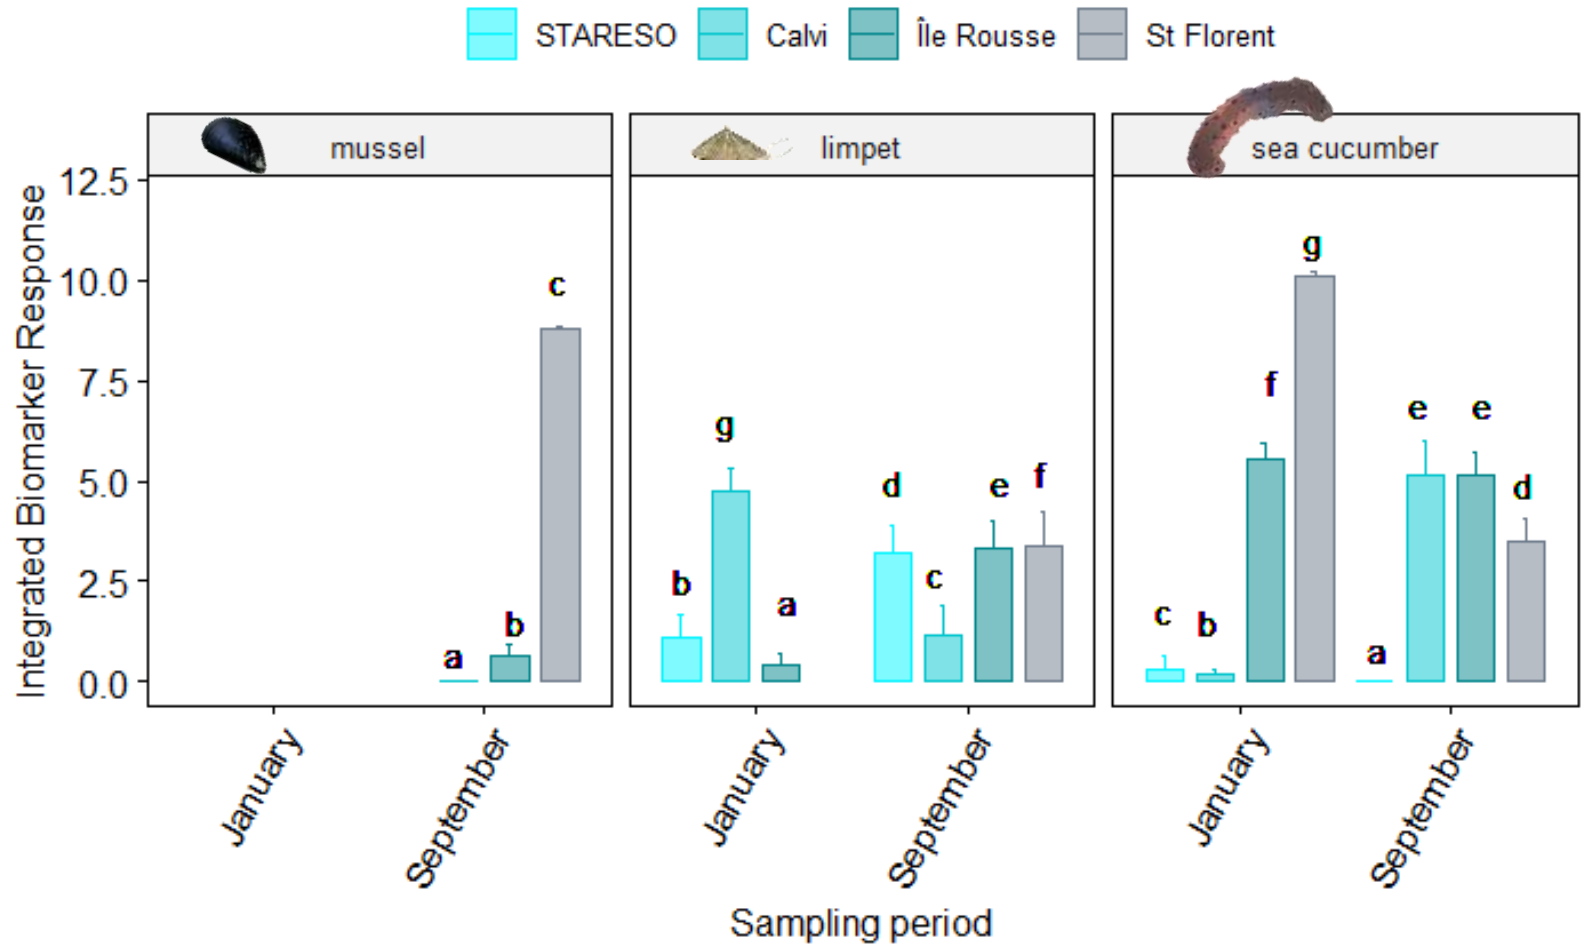 STARESO Calvi Île Rousse St Florent
mussel limpet sea cucumber
Integrated Biomarker Response
12.5
10.0
7.5
5.0
2.5
0.0
a b c
b g a d c e f
c b f g a e e d
January September January September January September
Sampling period